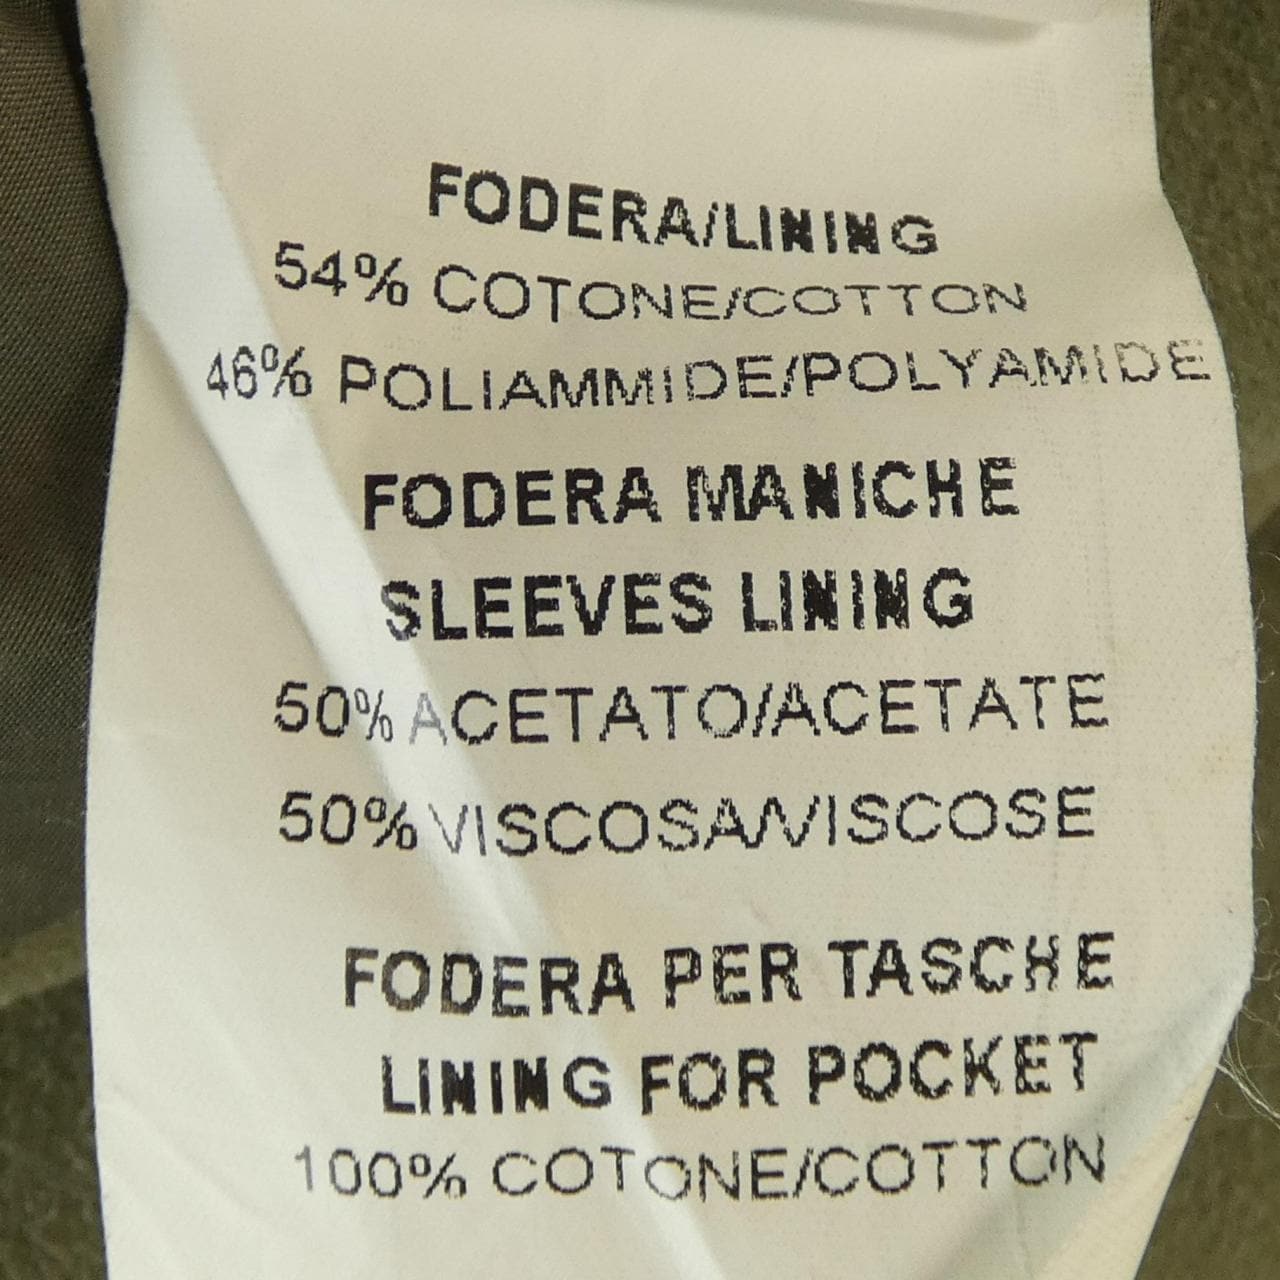 FODERA/LINING
54% COTONE/COTTON
46% POLIAMMIDE/POLYAMIDE
FODERA MANICHE
SLEEVES LINING
50% ACETATO/ACETATE
50% VISCOSA/VISCOSE
FODERA PER TASCHE
LINING FOR POCKET
100% COTONE/COTTON